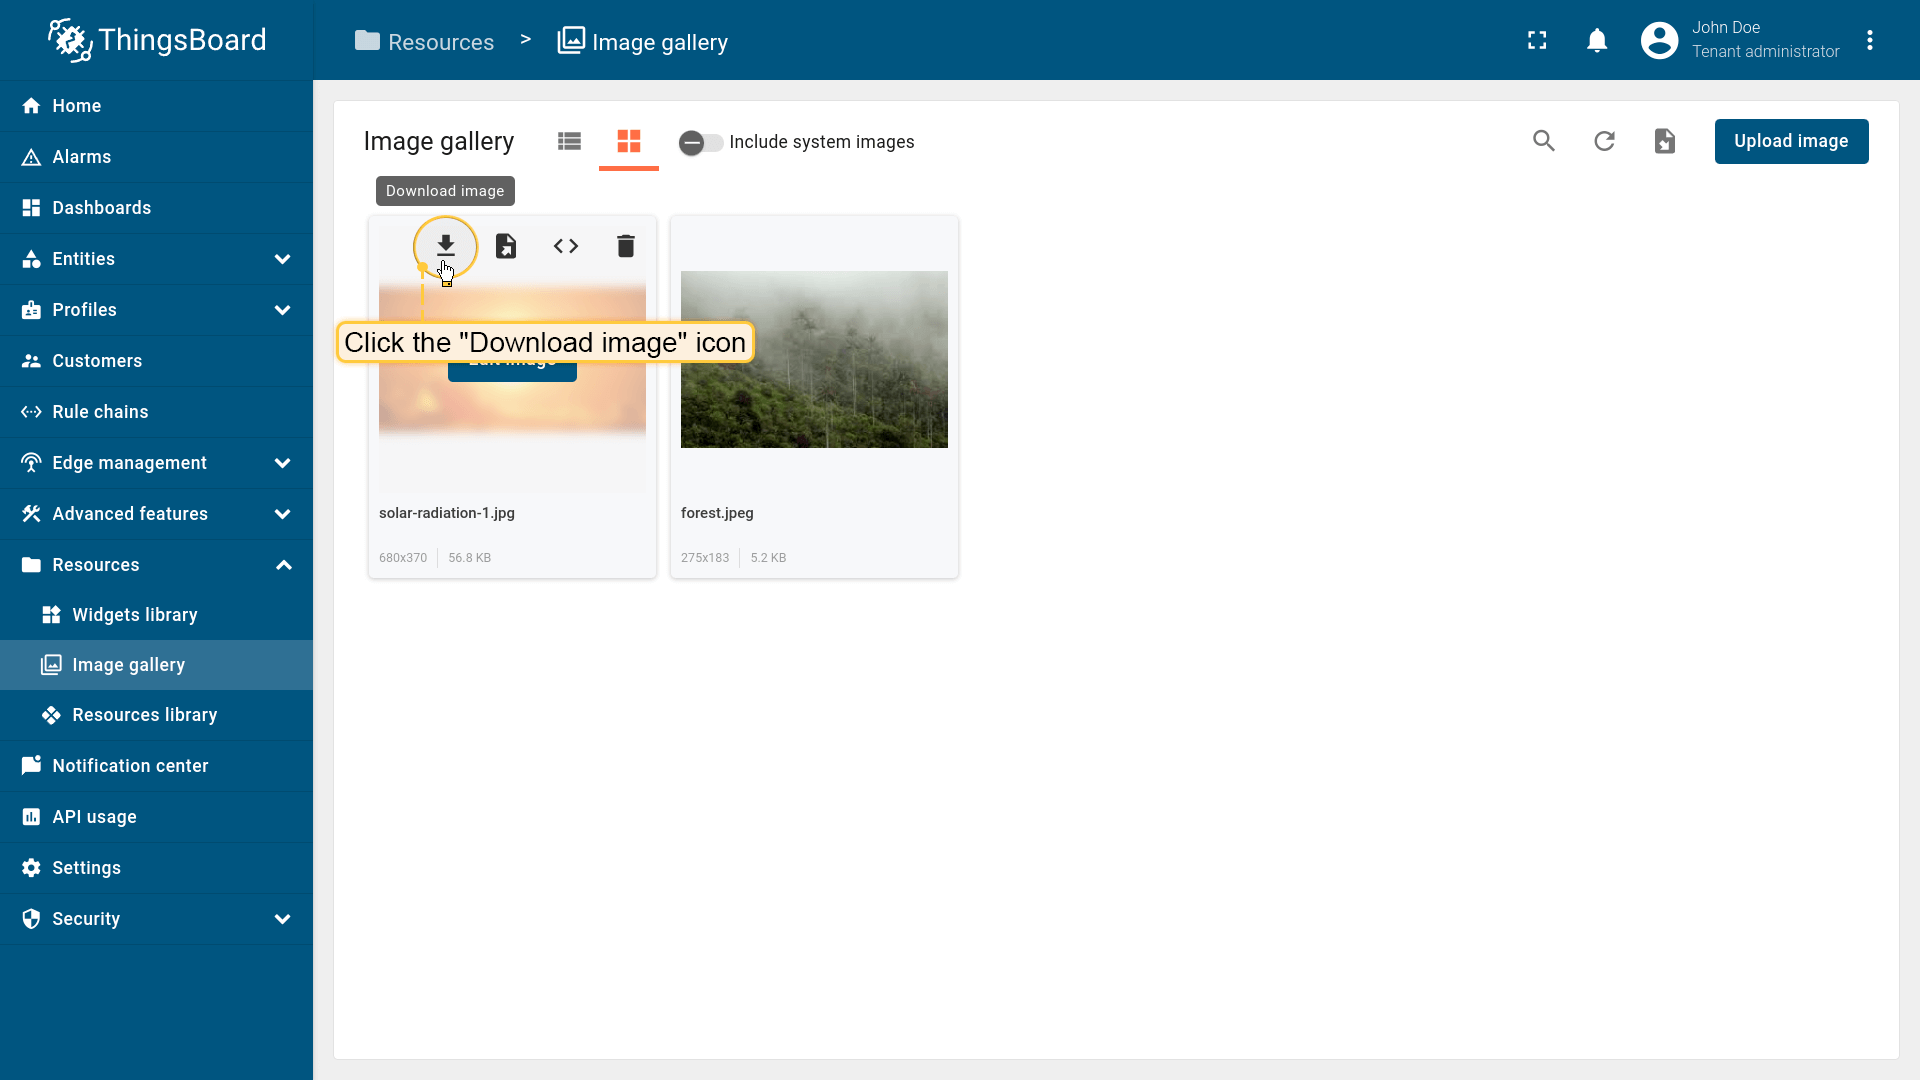 ThingsBoard
Resources > Image gallery
John Doe
Tenant administrator
Home
Alarms
Dashboards
Entities
Profiles
Customers
Rule chains
Edge management
Advanced features
Resources
Widgets library
Image gallery
Resources library
Notification center
API usage
Settings
Security
Image gallery
Include system images
Upload image
Download image
Click the "Download image" icon
solar-radiation-1.jpg
680x370
56.8 KB
forest.jpeg
275x183
5.2 KB